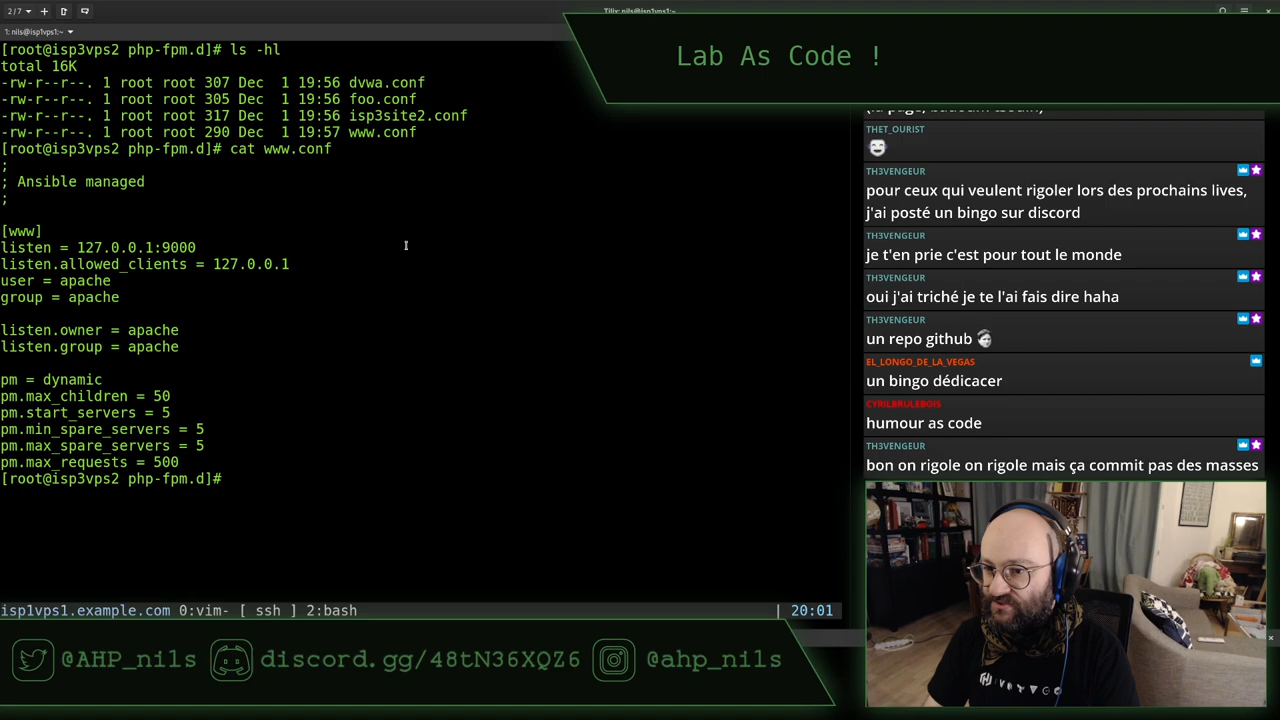 2/7
Tilix: nils@isp1vps1:~
1: nils@isp1vps1:~
[root@isp3vps2 php-fpm.d]# ls -hl
total 16K
-rw-r--r--. 1 root root 307 Dec  1 19:56 dvwa.conf
-rw-r--r--. 1 root root 305 Dec  1 19:56 foo.conf
-rw-r--r--. 1 root root 317 Dec  1 19:56 isp3site2.conf
-rw-r--r--. 1 root root 290 Dec  1 19:57 www.conf
[root@isp3vps2 php-fpm.d]# cat www.conf
;
; Ansible managed
;
[www]
listen = 127.0.0.1:9000
listen.allowed_clients = 127.0.0.1
user = apache
group = apache
listen.owner = apache
listen.group = apache
pm = dynamic
pm.max_children = 50
pm.start_servers = 5
pm.min_spare_servers = 5
pm.max_spare_servers = 5
pm.max_requests = 500
[root@isp3vps2 php-fpm.d]#
isp1vps1.example.com 0:vim- [ ssh ] 2:bash | 20:01
Lab As Code !
THET_OURIST
TH3VENGEUR
pour ceux qui veulent rigoler lors des prochains lives,
j'ai posté un bingo sur discord
TH3VENGEUR
je t'en prie c'est pour tout le monde
TH3VENGEUR
oui j'ai triché je te l'ai fais dire haha
TH3VENGEUR
un repo github
EL_LONGO_DE_LA_VEGAS
un bingo dédicacer
CYRILBRULEBOIS
humour as code
TH3VENGEUR
bon on rigole on rigole mais ça commit pas des masses
@AHP_nils discord.gg/48tN36XQZ6 @ahp_nils